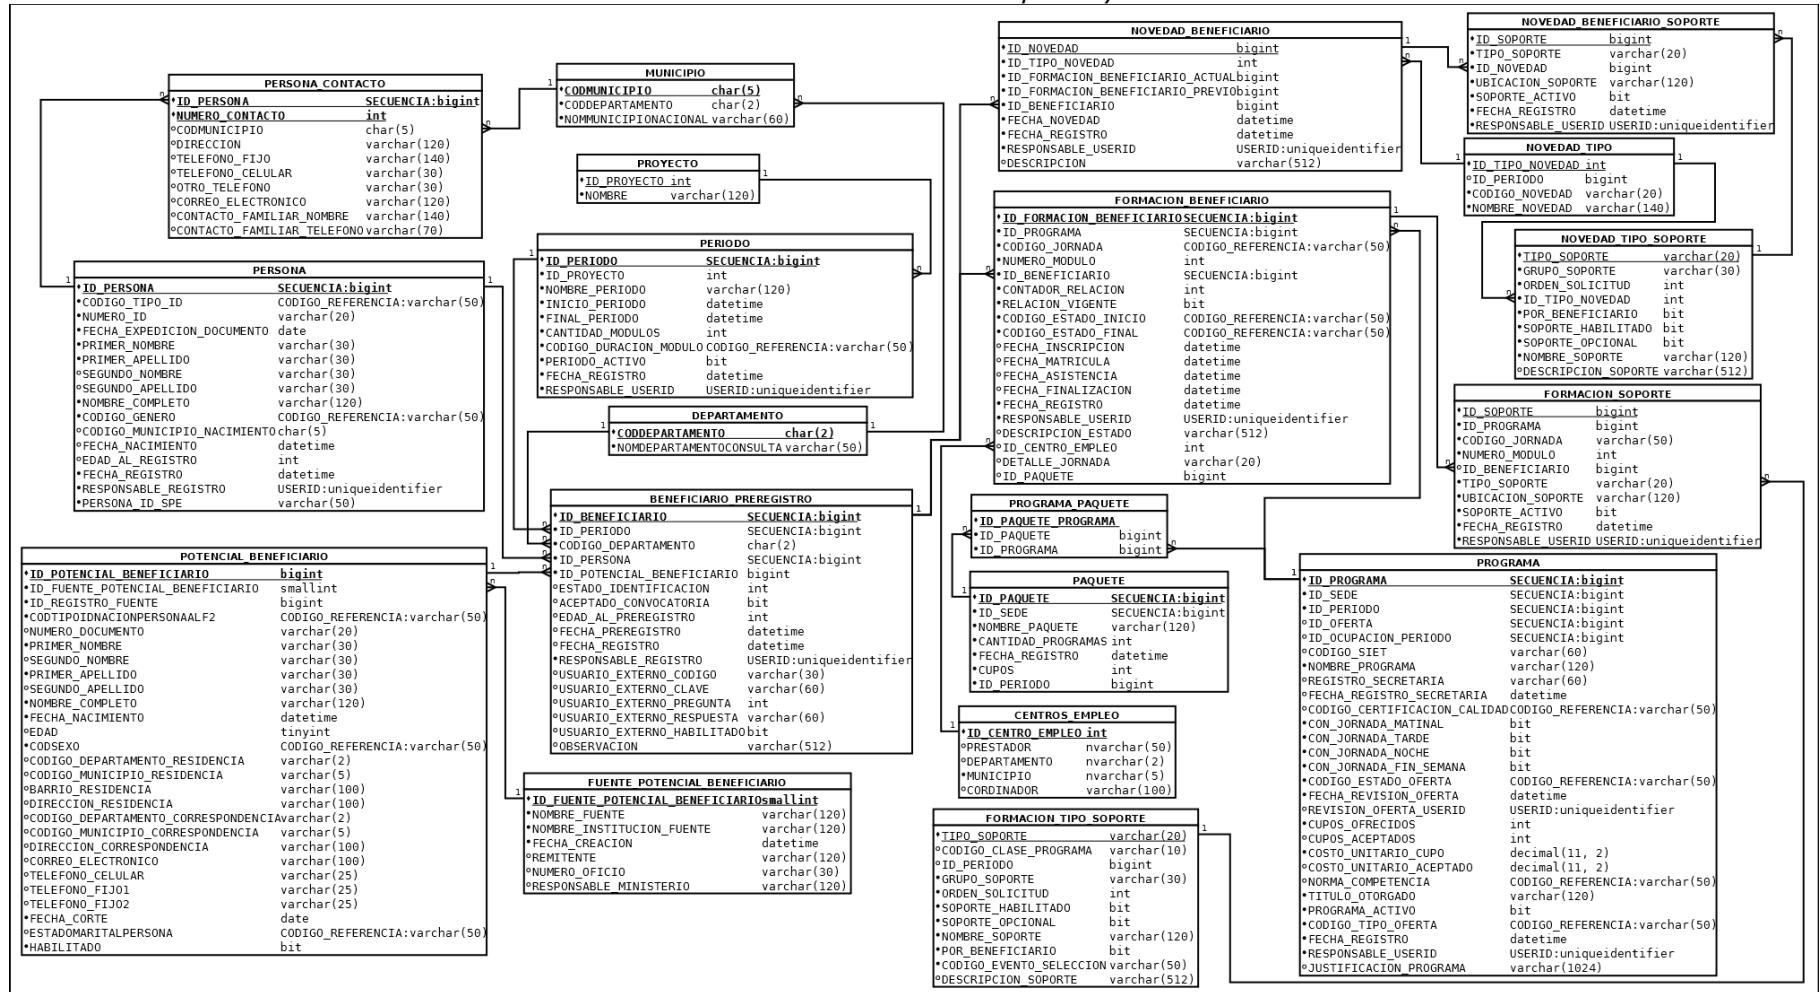 PERSONA_CONTACTO
ID_PERSONA SECUENCIA:bigint
NUMERO_CONTACTO int
CODMUNICIPIO char(5)
DIRECCION varchar(120)
TELEFONO_FIJO varchar(140)
TELEFONO_CELULAR varchar(30)
OTRO_TELEFONO varchar(30)
CORREO_ELECTRONICO varchar(120)
CONTACTO_FAMILIAR_NOMBRE varchar(140)
CONTACTO_FAMILIAR_TELEFONO varchar(70)
MUNICIPIO
CODMUNICIPIO char(5)
CODDEPARTAMENTO char(2)
NOMMUNICIPIONACIONAL varchar(60)
PROYECTO
ID_PROYECTO int
NOMBRE varchar(120)
PERIODO
ID_PERIODO SECUENCIA:bigint
ID_PROYECTO int
NOMBRE_PERIODO varchar(120)
INICIO_PERIODO datetime
FINAL_PERIODO datetime
CANTIDAD_MODULOS int
CODIGO_DURACION_MODULO CODIGO_REFERENCIA:varchar(50)
PERIODO_ACTIVO bit
FECHA_REGISTRO datetime
RESPONSABLE_USERID USERID:uniqueidentifier
PERSONA
ID_PERSONA SECUENCIA:bigint
CODIGO_TIPO_ID CODIGO_REFERENCIA:varchar(50)
NUMERO_ID varchar(20)
FECHA_EXPEDICION_DOCUMENTO date
PRIMER_NOMBRE varchar(30)
PRIMER_APELLIDO varchar(30)
SEGUNDO_NOMBRE varchar(30)
SEGUNDO_APELLIDO varchar(30)
NOMBRE_COMPLETO varchar(120)
CODIGO_GENERO CODIGO_REFERENCIA:varchar(50)
CODIGO_MUNICIPIO_NACIMIENTO char(5)
FECHA_NACIMIENTO datetime
EDAD_AL_REGISTRO int
FECHA_REGISTRO datetime
RESPONSABLE_REGISTRO USERID:uniqueidentifier
PERSONA_ID_SPE varchar(50)
DEPARTAMENTO
CODDEPARTAMENTO char(2)
NOMDEPARTAMENTOCONSULTA varchar(50)
BENEFICIARIO_PREREGISTRO
ID_BENEFICIARIO SECUENCIA:bigint
ID_PERIODO SECUENCIA:bigint
CODIGO_DEPARTAMENTO char(2)
ID_PERSONA SECUENCIA:bigint
ID_POTENCIAL_BENEFICIARIO bigint
ESTADO_IDENTIFICACION int
ACEPTADO_CONVOCATORIA bit
EDAD_AL_PREREGISTRO int
FECHA_PREREGISTRO datetime
FECHA_REGISTRO datetime
RESPONSABLE_REGISTRO USERID:uniqueidentifier
USUARIO_EXTERNO_CODIGO varchar(30)
USUARIO_EXTERNO_CLAVE varchar(60)
USUARIO_EXTERNO_PREGUNTA int
USUARIO_EXTERNO_RESPUESTA varchar(60)
USUARIO_EXTERNO_HABILITADO bit
OBSERVACION varchar(512)
POTENCIAL_BENEFICIARIO
ID_POTENCIAL_BENEFICIARIO bigint
ID_FUENTE_POTENCIAL_BENEFICIARIO smallint
ID_REGISTRO_FUENTE bigint
CODTIPOIDNACIONPERSONAALF2 CODIGO_REFERENCIA:varchar(50)
NUMERO_DOCUMENTO varchar(20)
PRIMER_NOMBRE varchar(30)
SEGUNDO_NOMBRE varchar(30)
PRIMER_APELLIDO varchar(30)
SEGUNDO_APELLIDO varchar(30)
NOMBRE_COMPLETO varchar(120)
FECHA_NACIMIENTO datetime
EDAD tinyint
CODSEXO CODIGO_REFERENCIA:varchar(50)
CODIGO_DEPARTAMENTO_RESIDENCIA varchar(2)
CODIGO_MUNICIPIO_RESIDENCIA varchar(5)
BARRIO_RESIDENCIA varchar(100)
DIRECCION_RESIDENCIA varchar(100)
CODIGO_DEPARTAMENTO_CORRESPONDENCIA varchar(2)
CODIGO_MUNICIPIO_CORRESPONDENCIA varchar(5)
DIRECCION_CORRESPONDENCIA varchar(100)
CORREO_ELECTRONICO varchar(100)
TELEFONO_CELULAR varchar(25)
TELEFONO_FIJO1 varchar(25)
TELEFONO_FIJO2 varchar(25)
FECHA_CORTE date
ESTADOMARITALPERSONA CODIGO_REFERENCIA:varchar(50)
HABILITADO bit
FUENTE_POTENCIAL_BENEFICIARIO
ID_FUENTE_POTENCIAL_BENEFICIARIO smallint
NOMBRE_FUENTE varchar(120)
NOMBRE_INSTITUCION_FUENTE varchar(120)
FECHA_CREACION datetime
REMITENTE varchar(120)
NUMERO_OFICIO varchar(30)
RESPONSABLE_MINISTERIO varchar(120)
NOVEDAD_BENEFICIARIO
ID_NOVEDAD bigint
ID_TIPO_NOVEDAD int
ID_FORMACION_BENEFICIARIO_ACTUAL bigint
ID_FORMACION_BENEFICIARIO_PREVIO bigint
ID_BENEFICIARIO bigint
FECHA_NOVEDAD datetime
FECHA_REGISTRO datetime
RESPONSABLE_USERID USERID:uniqueidentifier
DESCRIPCION varchar(512)
NOVEDAD_BENEFICIARIO_SOPORTE
ID_SOPORTE bigint
TIPO_SOPORTE varchar(20)
ID_NOVEDAD bigint
UBICACION_SOPORTE varchar(120)
SOPORTE_ACTIVO bit
FECHA_REGISTRO datetime
RESPONSABLE_USERID USERID:uniqueidentifier
NOVEDAD_TIPO
ID_TIPO_NOVEDAD int
ID_PERIODO bigint
CODIGO_NOVEDAD varchar(20)
NOMBRE_NOVEDAD varchar(140)
FORMACION_BENEFICIARIO
ID_FORMACION_BENEFICIARIO SECUENCIA:bigint
ID_PROGRAMA SECUENCIA:bigint
CODIGO_JORNADA CODIGO_REFERENCIA:varchar(50)
NUMERO_MODULO int
ID_BENEFICIARIO SECUENCIA:bigint
CONTADOR_RELACION int
RELACION_VIGENTE bit
CODIGO_ESTADO_INICIO CODIGO_REFERENCIA:varchar(50)
CODIGO_ESTADO_FINAL CODIGO_REFERENCIA:varchar(50)
FECHA_INSCRIPCION datetime
FECHA_MATRICULA datetime
FECHA_ASISTENCIA datetime
FECHA_FINALIZACION datetime
FECHA_REGISTRO datetime
RESPONSABLE_USERID USERID:uniqueidentifier
DESCRIPCION_ESTADO varchar(512)
ID_CENTRO_EMPLEO int
DETALLE_JORNADA varchar(20)
ID_PAQUETE bigint
NOVEDAD_TIPO_SOPORTE
TIPO_SOPORTE varchar(20)
GRUPO_SOPORTE varchar(30)
ORDEN_SOLICITUD int
ID_TIPO_NOVEDAD int
POR_BENEFICIARIO bit
SOPORTE_HABILITADO bit
SOPORTE_OPCIONAL bit
NOMBRE_SOPORTE varchar(120)
DESCRIPCION_SOPORTE varchar(512)
FORMACION_SOPORTE
ID_SOPORTE bigint
ID_PROGRAMA bigint
CODIGO_JORNADA varchar(50)
NUMERO_MODULO int
ID_BENEFICIARIO bigint
TIPO_SOPORTE varchar(20)
UBICACION_SOPORTE varchar(120)
SOPORTE_ACTIVO bit
FECHA_REGISTRO datetime
RESPONSABLE_USERID USERID:uniqueidentifier
PROGRAMA_PAQUETE
ID_PAQUETE_PROGRAMA
ID_PAQUETE bigint
ID_PROGRAMA bigint
PAQUETE
ID_PAQUETE SECUENCIA:bigint
ID_SEDE SECUENCIA:bigint
NOMBRE_PAQUETE varchar(120)
CANTIDAD_PROGRAMAS int
FECHA_REGISTRO datetime
CUPOS int
ID_PERIODO bigint
CENTROS_EMPLEO
ID_CENTRO_EMPLEO int
PRESTADOR nvarchar(50)
DEPARTAMENTO nvarchar(2)
MUNICIPIO nvarchar(5)
CORDINADOR varchar(100)
FORMACION_TIPO_SOPORTE
TIPO_SOPORTE varchar(20)
CODIGO_CLASE_PROGRAMA varchar(10)
ID_PERIODO bigint
GRUPO_SOPORTE varchar(30)
ORDEN_SOLICITUD int
SOPORTE_HABILITADO bit
SOPORTE_OPCIONAL bit
NOMBRE_SOPORTE varchar(120)
POR_BENEFICIARIO bit
CODIGO_EVENTO_SELECCION varchar(50)
DESCRIPCION_SOPORTE varchar(512)
PROGRAMA
ID_PROGRAMA SECUENCIA:bigint
ID_SEDE SECUENCIA:bigint
ID_PERIODO SECUENCIA:bigint
ID_OFERTA SECUENCIA:bigint
ID_OCUPACION_PERIODO SECUENCIA:bigint
CODIGO_SIET varchar(60)
NOMBRE_PROGRAMA varchar(120)
REGISTRO_SECRETARIA varchar(60)
FECHA_REGISTRO_SECRETARIA datetime
CODIGO_CERTIFICACION_CALIDAD CODIGO_REFERENCIA:varchar(50)
CON_JORNADA_MATINAL bit
CON_JORNADA_TARDE bit
CON_JORNADA_NOCHE bit
CON_JORNADA_FIN_SEMANA bit
CODIGO_ESTADO_OFERTA CODIGO_REFERENCIA:varchar(50)
FECHA_REVISION_OFERTA datetime
REVISION_OFERTA_USERID USERID:uniqueidentifier
CUPOS_OFRECIDOS int
CUPOS_ACEPTADOS int
COSTO_UNITARIO_CUPO decimal(11, 2)
COSTO_UNITARIO_ACEPTADO decimal(11, 2)
NORMA_COMPETENCIA CODIGO_REFERENCIA:varchar(50)
TITULO_OTORGADO varchar(120)
PROGRAMA_ACTIVO bit
CODIGO_TIPO_OFERTA CODIGO_REFERENCIA:varchar(50)
FECHA_REGISTRO datetime
RESPONSABLE_USERID USERID:uniqueidentifier
JUSTIFICACION_PROGRAMA varchar(1024)